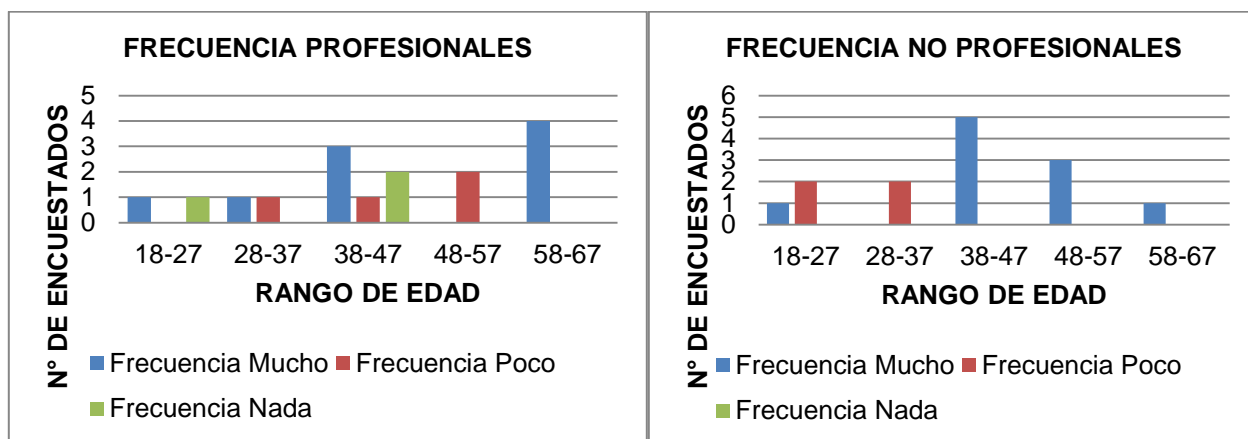 FRECUENCIA PROFESIONALES
N° DE ENCUESTADOS
5
4
3
2
1
0
18-27 28-37 38-47 48-57 58-67
RANGO DE EDAD
Frecuencia Mucho Frecuencia Poco
Frecuencia Nada
FRECUENCIA NO PROFESIONALES
N° DE ENCUESTADOS
6
5
4
3
2
1
0
18-27 28-37 38-47 48-57 58-67
RANGO DE EDAD
Frecuencia Mucho Frecuencia Poco
Frecuencia Nada